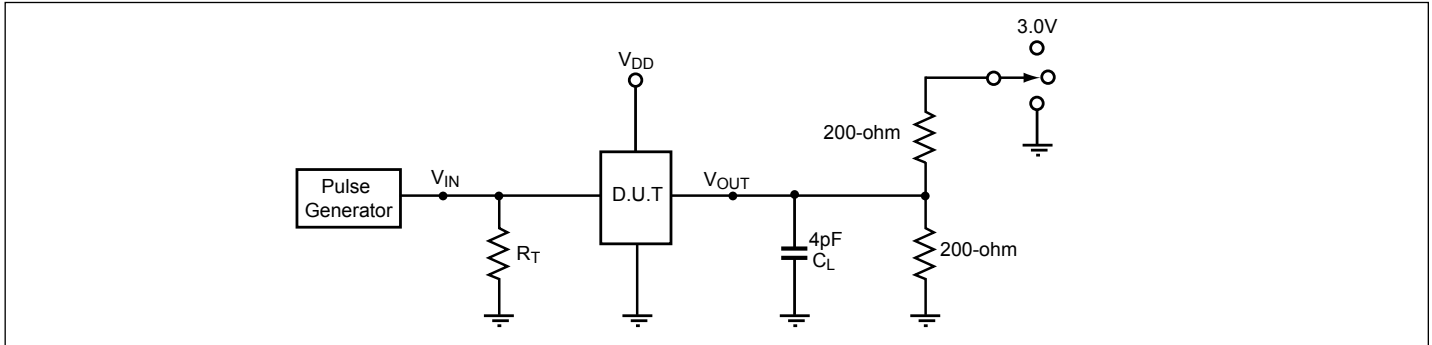 3.0V
VDD
200-ohm
Pulse
Generator
VIN
D.U.T
VOUT
RT
4pF
CL
200-ohm